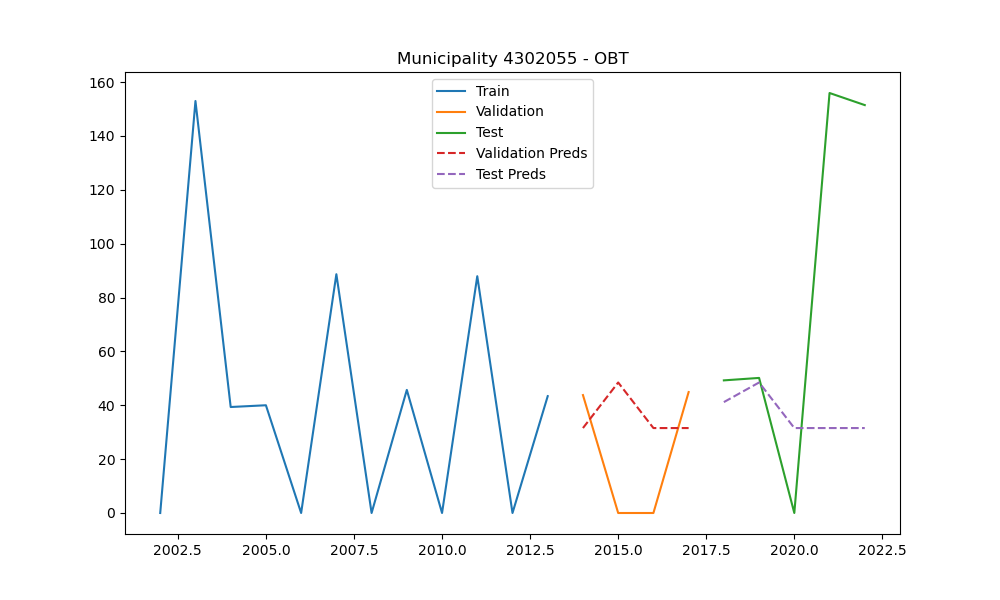 Municipality 4302055 - OBT
160
140
120
100
80
60
40
20
0
Train
Validation
Test
Validation Preds
Test Preds
2002.5 2005.0 2007.5 2010.0 2012.5 2015.0 2017.5 2020.0 2022.5